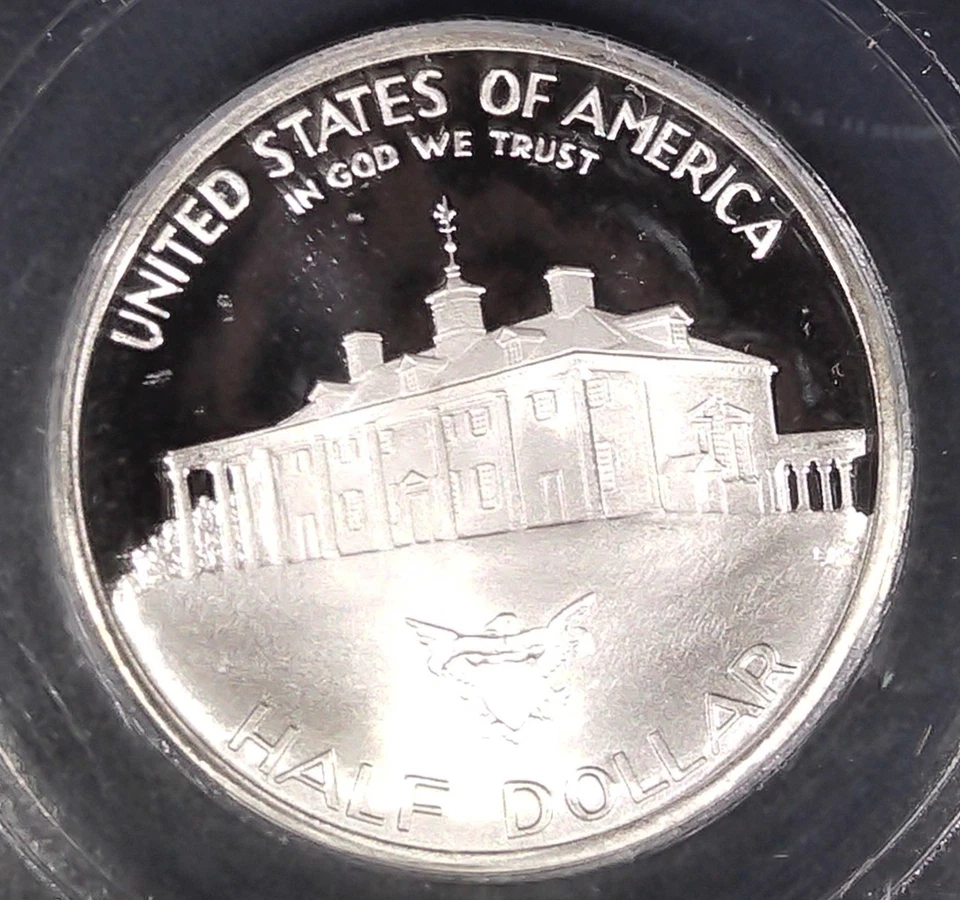 UNITED STATES OF AMERICA
IN GOD WE TRUST
HALF DOLLAR